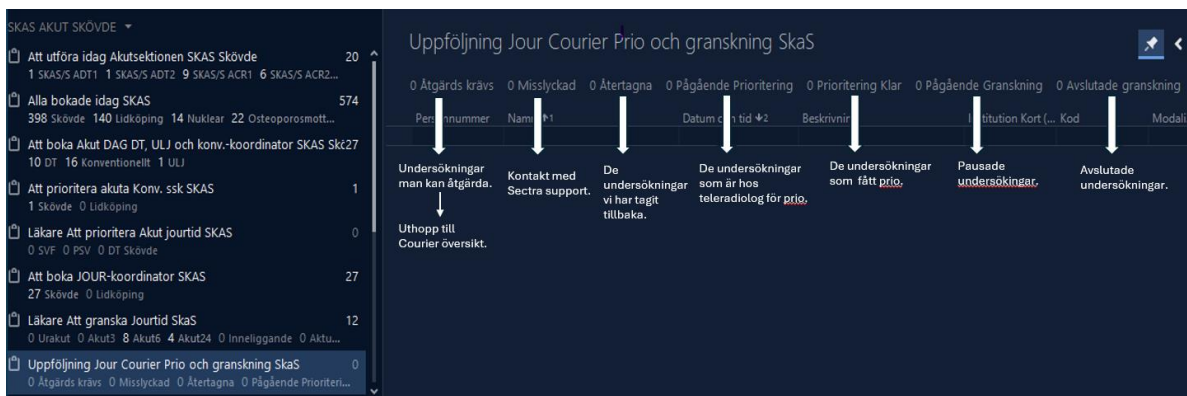 SKAS AKUT SKÖVDE
Att utföra idag Akutsektionen SKAS Skövde 20
1 SKAS/S ADT1 1 SKAS/S ADT2 9 SKAS/S ACR1 6 SKAS/S ACR2...
Alla bokade idag SKAS 574
398 Skövde 140 Lidköping 14 Nuklear 22 Osteoporosmott...
Att boka Akut DAG DT, ULJ och konv.-koordinator SKAS Skö 27
10 DT 16 Konventionellt 1 ULJ
Att prioritera akuta Konv. ssk SKAS 1
1 Skövde 0 Lidköping
Läkare Att prioritera Akut jourtid SKAS 0
0 SVF 0 PSV 0 DT Skövde
Att boka JOUR-koordinator SKAS 27
27 Skövde 0 Lidköping
Läkare Att granska Jourtid SkaS 12
0 Urakut 0 Akut3 8 Akut6 4 Akut24 0 Inneliggande 0 Aktu...
Uppföljning Jour Courier Prio och granskning SkaS 0
0 Åtgärds krävs 0 Misslyckad 0 Återtagna 0 Pågående Prioriteri...
Uppföljning Jour Courier Prio och granskning SkaS
0 Åtgärds krävs 0 Misslyckad 0 Återtagna 0 Pågående Prioritering 0 Prioritering Klar 0 Pågående Granskning 0 Avslutade granskning
Datum tid 2 Kort (... Kod Modali
Undersökningar
man kan åtgärda.
Uthopp till
Courier översikt.
Kontakt med
Sectra support.
De
undersökningar
vi har tagit
tillbaka.
De undersökningar
som är hos
teleradiolog för prio.
De undersökningar
som fått prio.
Pausade
undersökingar.
Avslutade
undersökningar.